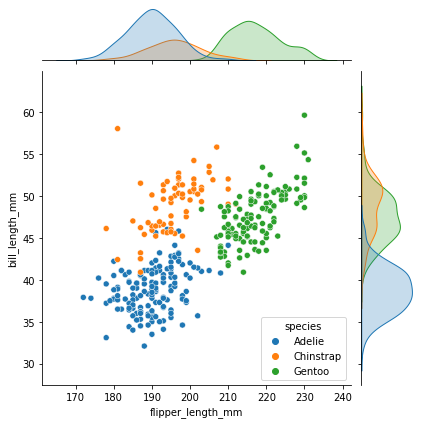 60
55
50
45
40
35
30
bill_length_mm
species
Adelie
Chinstrap
Gentoo
170 180 190 200 210 220 230 240
flipper_length_mm